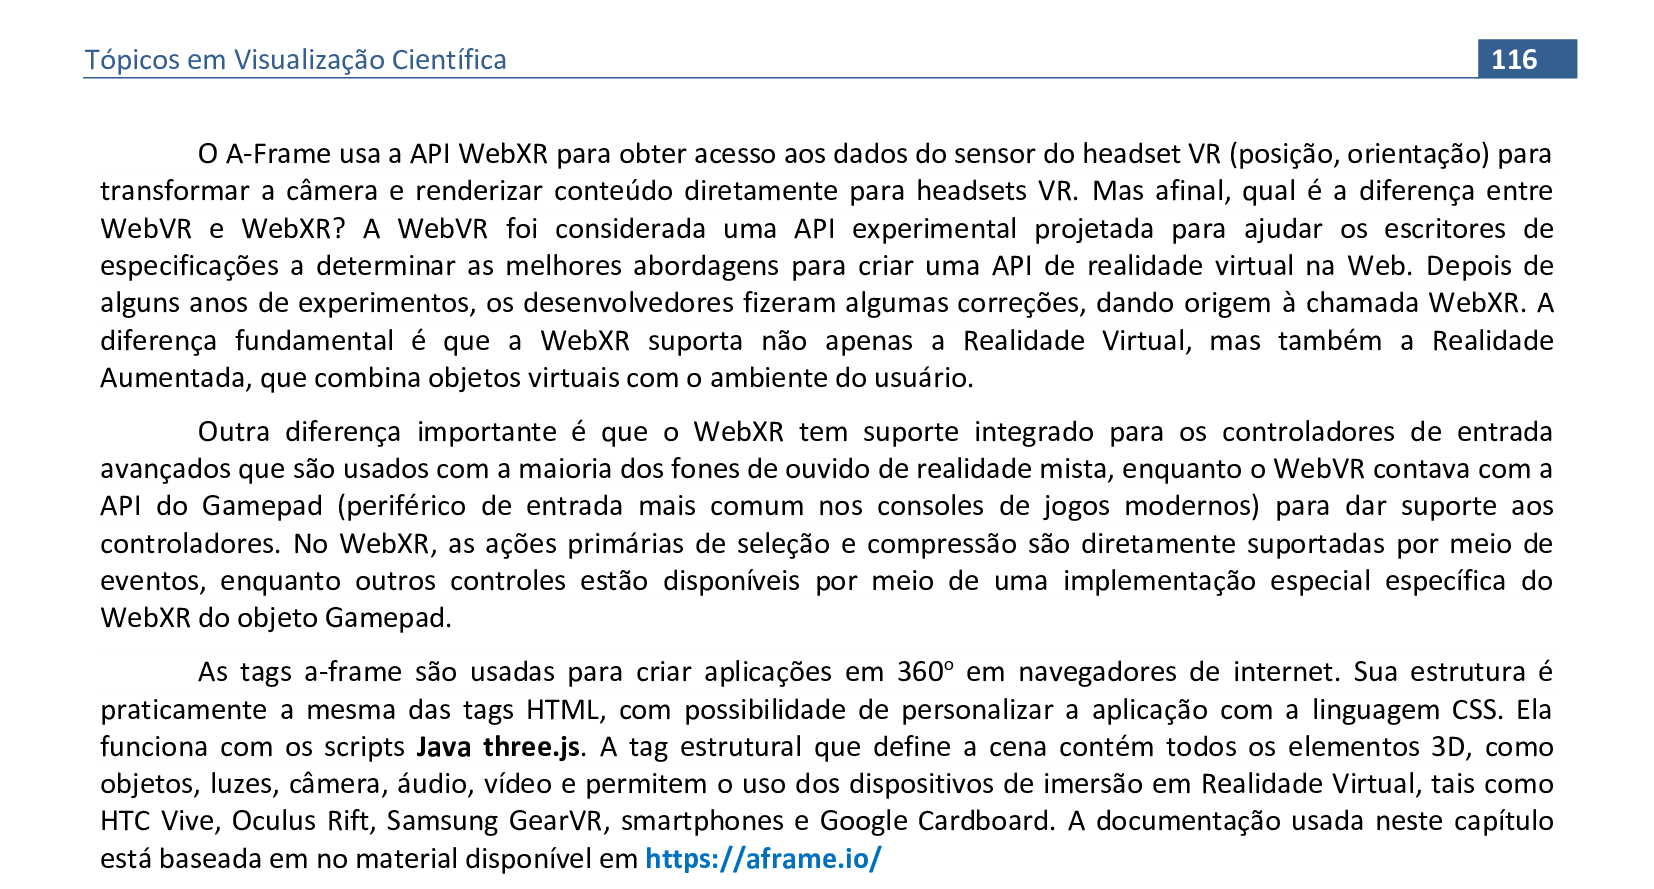 Tópicos em Visualização Científica 116
O A-Frame usa a API WebXR para obter acesso aos dados do sensor do headset VR (posição, orientação) para
transformar a câmera e renderizar conteúdo diretamente para headsets VR. Mas afinal, qual é a diferença entre
WebVR e WebXR? A WebVR foi considerada uma API experimental projetada para ajudar os escritores de
especificações a determinar as melhores abordagens para criar uma API de realidade virtual na Web. Depois de
alguns anos de experimentos, os desenvolvedores fizeram algumas correções, dando origem à chamada WebXR. A
diferença fundamental é que a WebXR suporta não apenas a Realidade Virtual, mas também a Realidade
Aumentada, que combina objetos virtuais com o ambiente do usuário.
Outra diferença importante é que o WebXR tem suporte integrado para os controladores de entrada
avançados que são usados com a maioria dos fones de ouvido de realidade mista, enquanto o WebVR contava com a
API do Gamepad (periférico de entrada mais comum nos consoles de jogos modernos) para dar suporte aos
controladores. No WebXR, as ações primárias de seleção e compressão são diretamente suportadas por meio de
eventos, enquanto outros controles estão disponíveis por meio de uma implementação especial específica do
WebXR do objeto Gamepad.
As tags a-frame são usadas para criar aplicações em 360º em navegadores de internet. Sua estrutura é
praticamente a mesma das tags HTML, com possibilidade de personalizar a aplicação com a linguagem CSS. Ela
funciona com os scripts Java three.js. A tag estrutural que define a cena contém todos os elementos 3D, como
objetos, luzes, câmera, áudio, vídeo e permitem o uso dos dispositivos de imersão em Realidade Virtual, tais como
HTC Vive, Oculus Rift, Samsung GearVR, smartphones e Google Cardboard. A documentação usada neste capítulo
está baseada em no material disponível em https://aframe.io/